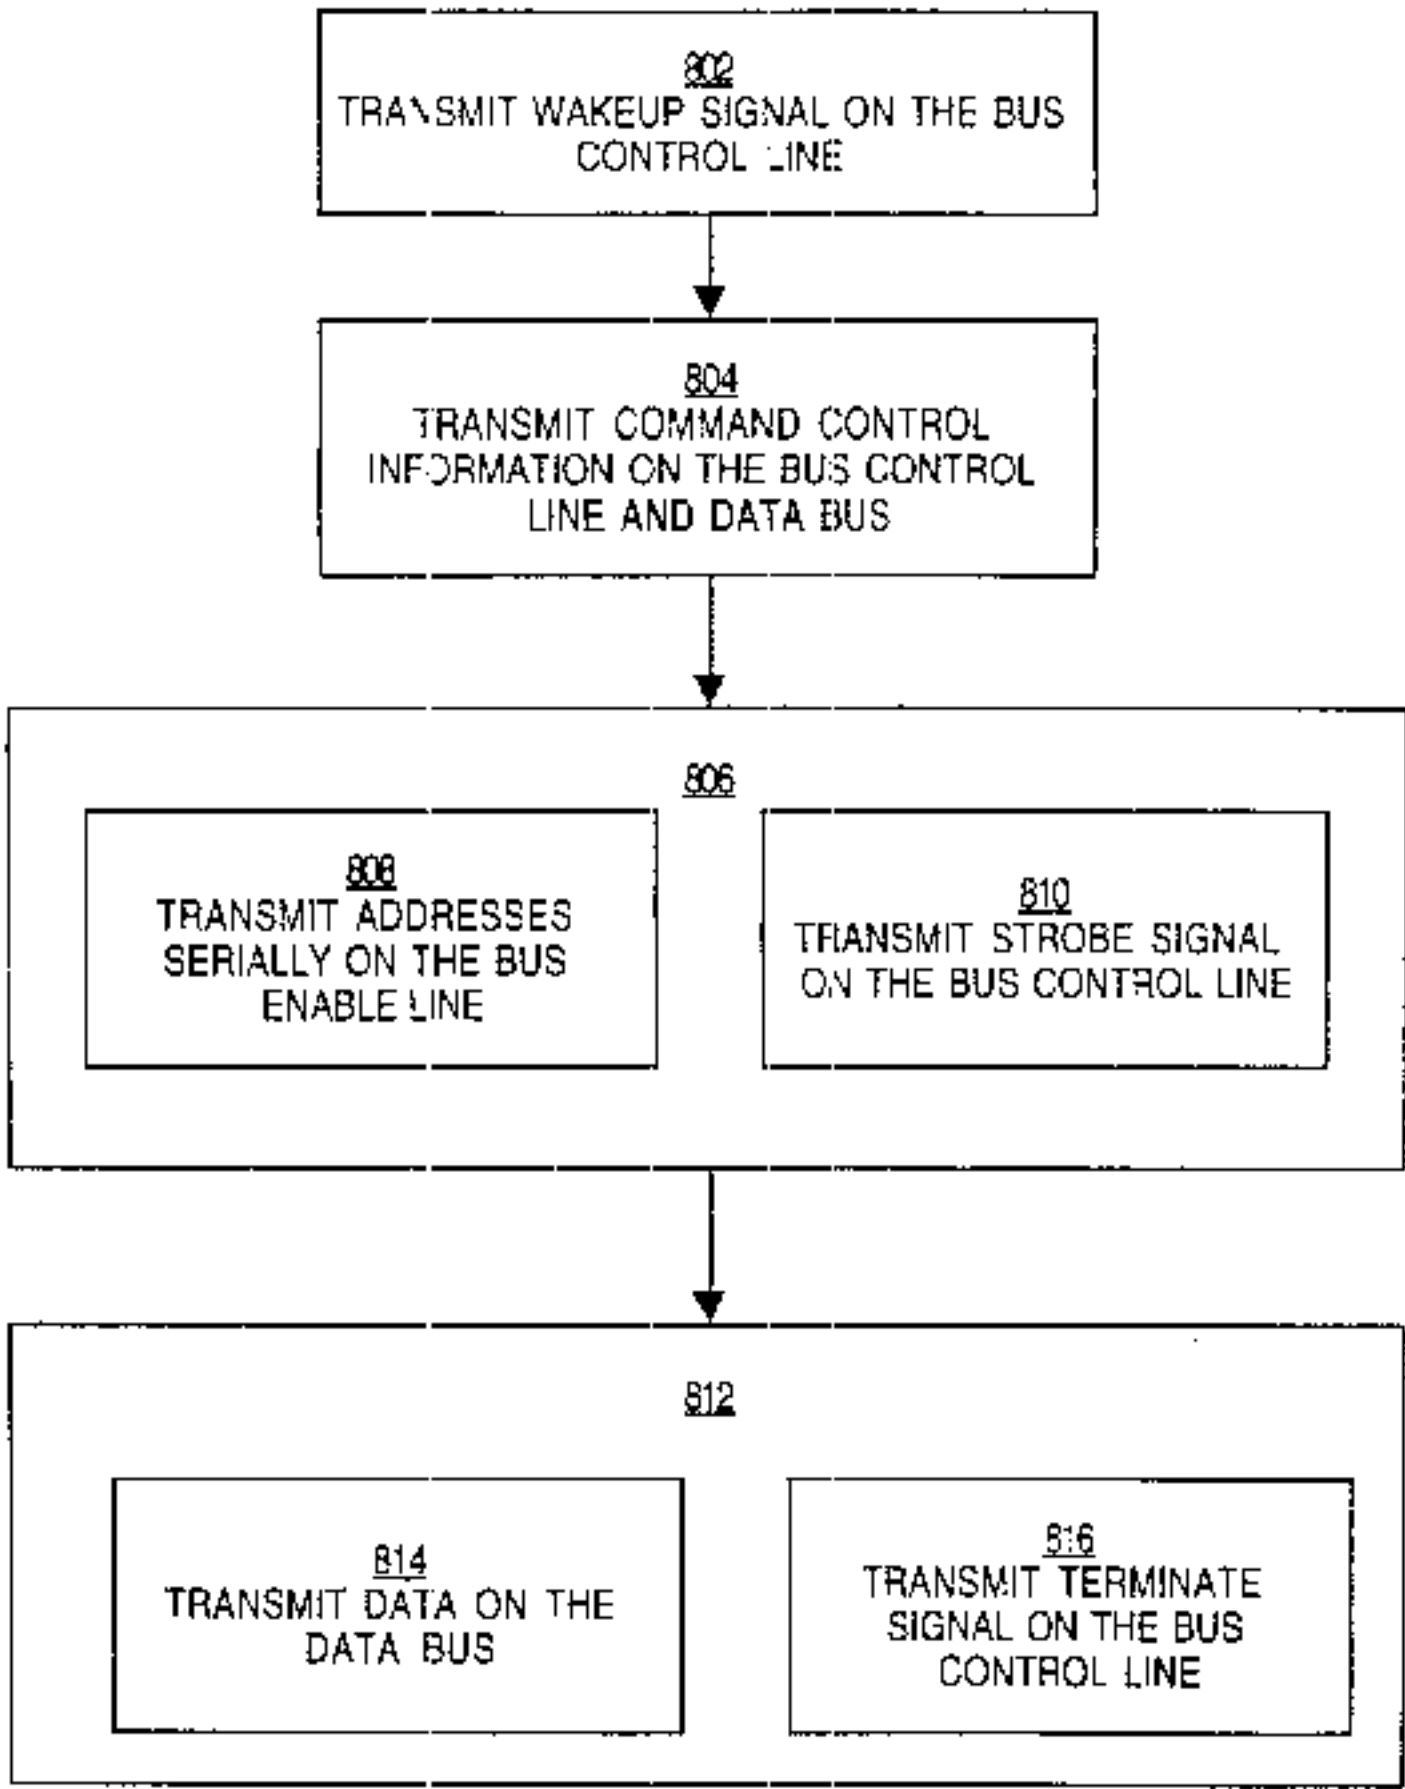 802
TRANSMIT WAKEUP SIGNAL ON THE BUS
CONTROL LINE
804
TRANSMIT COMMAND CONTROL
INFORMATION ON THE BUS CONTROL
LINE AND DATA BUS
806
808
TRANSMIT ADDRESSES
SERIALLY ON THE BUS
ENABLE LINE
810
TRANSMIT STROBE SIGNAL
ON THE BUS CONTROL LINE
812
814
TRANSMIT DATA ON THE
DATA BUS
816
TRANSMIT TERMINATE
SIGNAL ON THE BUS
CONTROL LINE